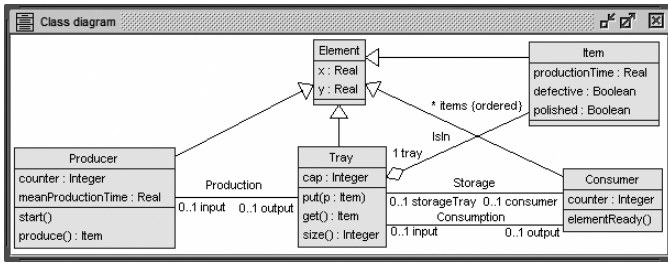 Class diagram
Element
x : Real
y : Real
Item
productionTime : Real
defective : Boolean
polished : Boolean
* items {ordered}
IsIn
1 tray
Producer
counter : Integer
meanProductionTime : Real
start()
produce() : Item
Production
0..1 input 0..1 output
Tray
cap : Integer
put(p : Item)
get() : Item
size() : Integer
Storage
0..1 storageTray 0..1 consumer
Consumption
0..1 input 0..1 output
Consumer
counter : Integer
elementReady()